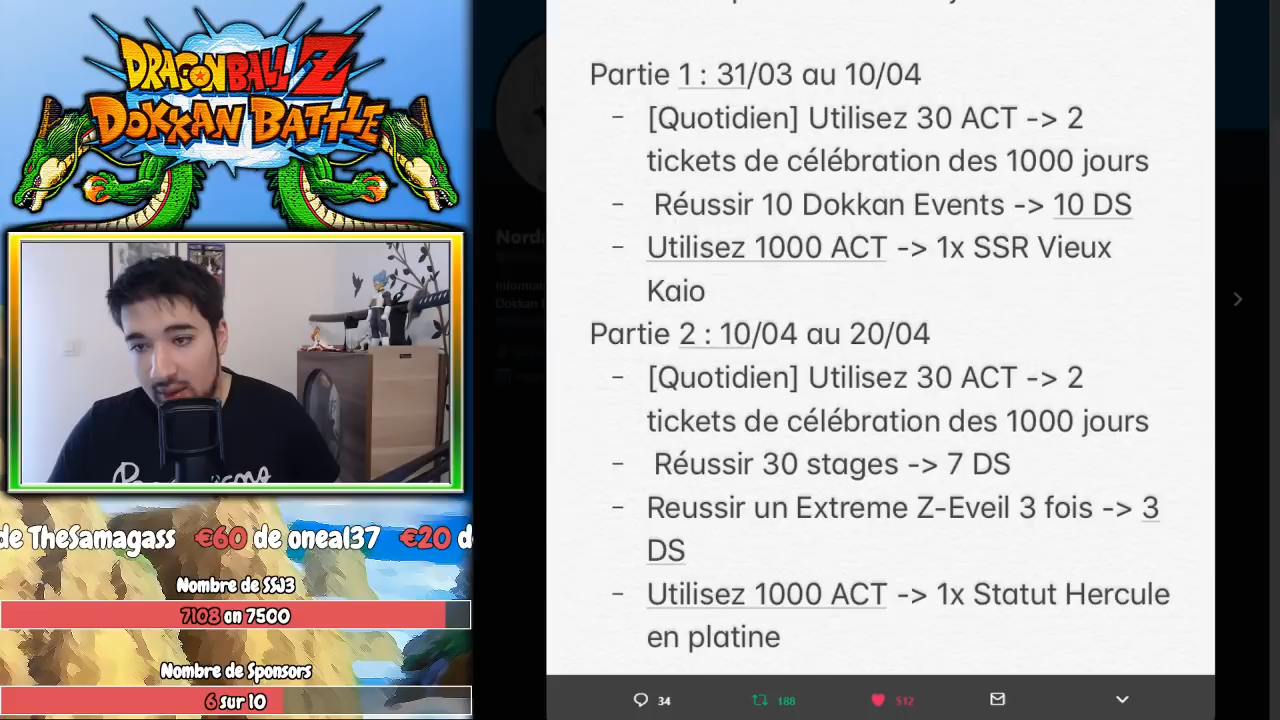 DRAGONBALL Z
DOKKAN BATTLE
de TheSamagass €60 de oneal37 €20 d
Nombre de SSJ3
7108 on 7500
Nombre de Sponsors
6 sur 10
Partie 1 : 31/03 au 10/04
- [Quotidien] Utilisez 30 ACT -> 2
tickets de célébration des 1000 jours
- Réussir 10 Dokkan Events -> 10 DS
- Utilisez 1000 ACT -> 1x SSR Vieux
Kaio
Partie 2 : 10/04 au 20/04
- [Quotidien] Utilisez 30 ACT -> 2
tickets de célébration des 1000 jours
- Réussir 30 stages -> 7 DS
- Reussir un Extreme Z-Eveil 3 fois -> 3
DS
- Utilisez 1000 ACT -> 1x Statut Hercule
en platine
34 188 512